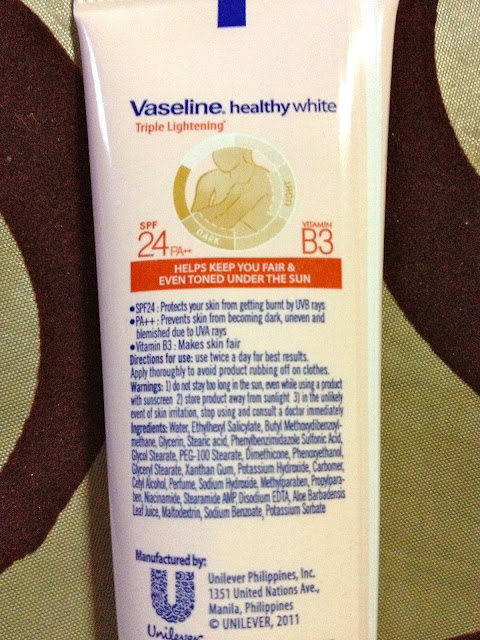 Vaseline. healthy white
Triple Lightening
LIGHT
DARK
SPF
24 PA++
VITAMIN
B3
HELPS KEEP YOU FAIR &
EVEN TONED UNDER THE SUN
•SPF24 : Protects your skin from getting burnt by UVB rays
•PA++ : Prevents skin from becoming dark, uneven and
blemished due to UVA rays
•Vitamin B3 : Makes skin fair
Directions for use: use twice a day for best results.
Apply thoroughly to avoid product rubbing off on clothes.
Warnings: 1) do not stay too long in the sun, even while using a product
with sunscreen 2) store product away from sunlight 3) in the unlikely
event of skin irritation, stop using and consult a doctor immediately
Ingredients: Water, Ethylhexyl Salicylate, Butyl Methoxydibenzoyl-
methane, Glycerin, Stearic acid, Phenylbenzimidazole Sulfonic Acid,
Glycol Stearate, PEG-100 Stearate, Dimethicone, Phenoxyethanol,
Glyceryl Stearate, Xanthan Gum, Potassium Hydroxide, Carbomer,
Cetyl Alcohol, Perfume, Sodium Hydroxide, Methylparaben, Propylpara-
ben, Niacinamide, Stearamide AMP, Disodium EDTA, Aloe Barbadensis
Leaf Juice, Maltodextrin, Sodium Benzoate, Potassium Sorbate
Manufactured by:
Unilever
Unilever Philippines, Inc.
1351 United Nations Ave.,
Manila, Philippines
© UNILEVER, 2011